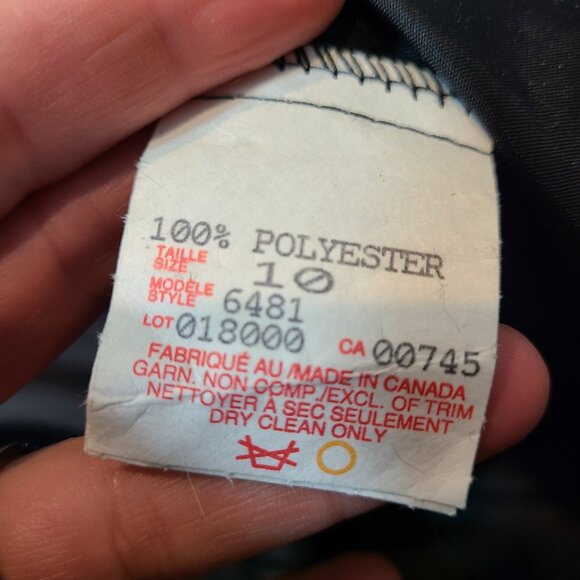 100% POLYESTER
TAILLE
SIZE 10
MODÈLE
STYLE 6481
LOT 018000 CA 00745
FABRIQUÉ AU/MADE IN CANADA
GARN. NON COMP./EXCL. OF TRIM
NETTOYER À SEC SEULEMENT
DRY CLEAN ONLY